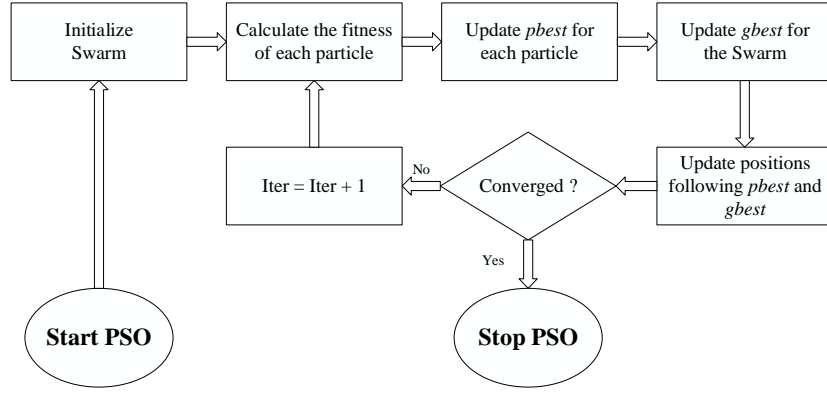 Initialize
Swarm
Calculate the fitness
of each particle
Update pbest for
each particle
Update gbest for
the Swarm
Update positions
following pbest and
gbest
Converged ?
No
Iter = Iter + 1
Yes
Start PSO
Stop PSO